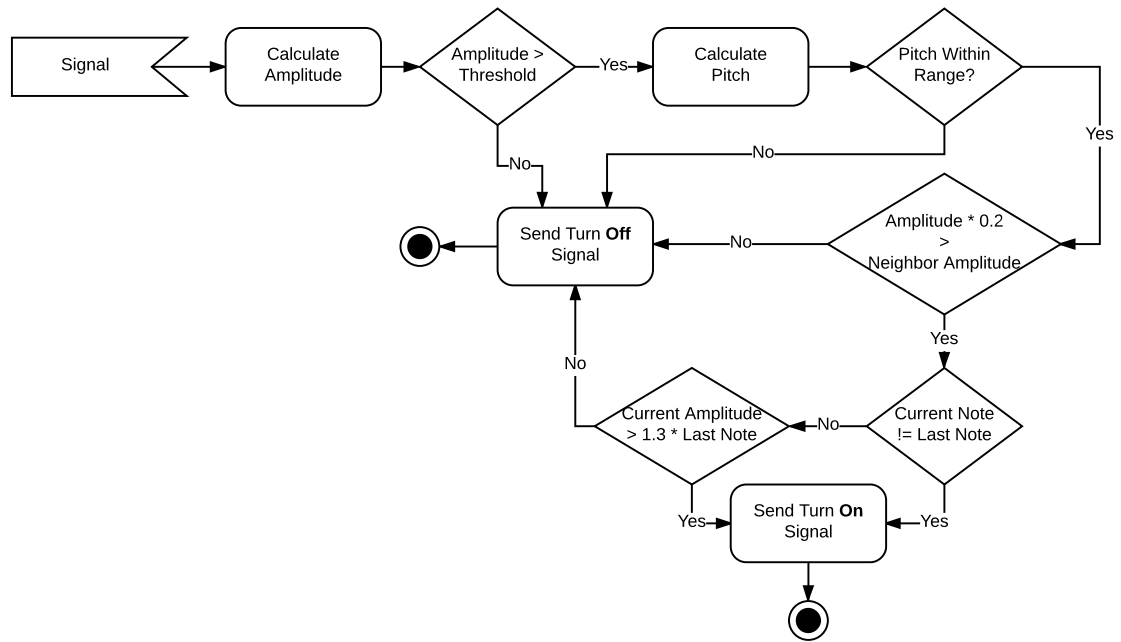 Signal
Calculate
Amplitude
Amplitude >
Threshold
Yes
Calculate
Pitch
Pitch Within
Range?
Yes
No
No
Send Turn Off
Signal
No
Amplitude * 0.2
>
Neighbor Amplitude
Yes
No
Current Amplitude
> 1.3 * Last Note
No
Current Note
!= Last Note
Yes
Send Turn On
Signal
Yes